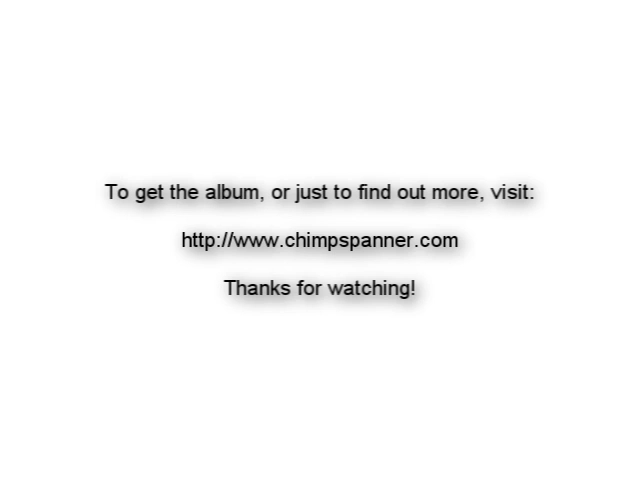 To get the album, or just to find out more, visit:
http://www.chimpspanner.com
Thanks for watching!